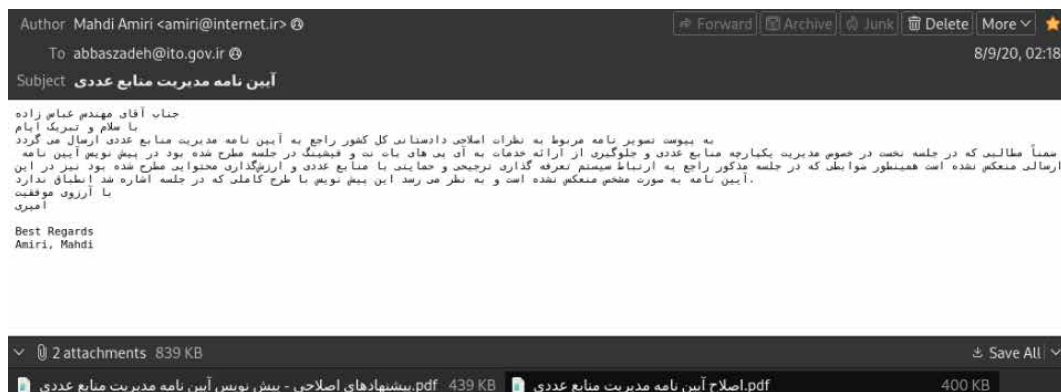 Author Mahdi Amiri <amiri@internet.ir>
Forward Archive Junk Delete More
To abbaszadeh@ito.gov.ir
8/9/20, 02:18
Subject آیین نامه مدیریت منابع عددی
جناب آقای مهندس عباس زاده
با سلام و تبریک ایام
به پیوست تصویر نامه مربوط به نظرات اصلاحی دادستانی کل کشور راجع به آیین نامه مدیریت منابع عددی ارسال می گردد
ضمناً مطالبی که در جلسه نخست در خصوص مدیریت یکپارچه منابع عددی و جلوگیری از ارائه خدمات به آی پی های بات نت و فیشینگ در جلسه مطرح شده بود در پیش نویس آیین نامه
ارسالی منعکس نشده است همینطور ضوابطی که در جلسه مذکور راجع به ارتباط سیستم تعرفه گذاری ترجیحی و حمایتی با منابع عددی و ارزشگذاری محتوایی مطرح شده بود نیز در این
آیین نامه به صورت مشخص منعکس نشده است و به نظر می رسد این پیش نویس با طرح کاملی که در جلسه اشاره شد انطباق ندارد.
با آرزوی موفقیت
امیری
Best Regards
Amiri, Mahdi
2 attachments 839 KB
Save All
پیشنهادهای اصلاحی - پیش نویس آیین نامه مدیریت منابع عددی.pdf 439 KB
اصلاح آیین نامه مدیریت منابع عددی.pdf 400 KB